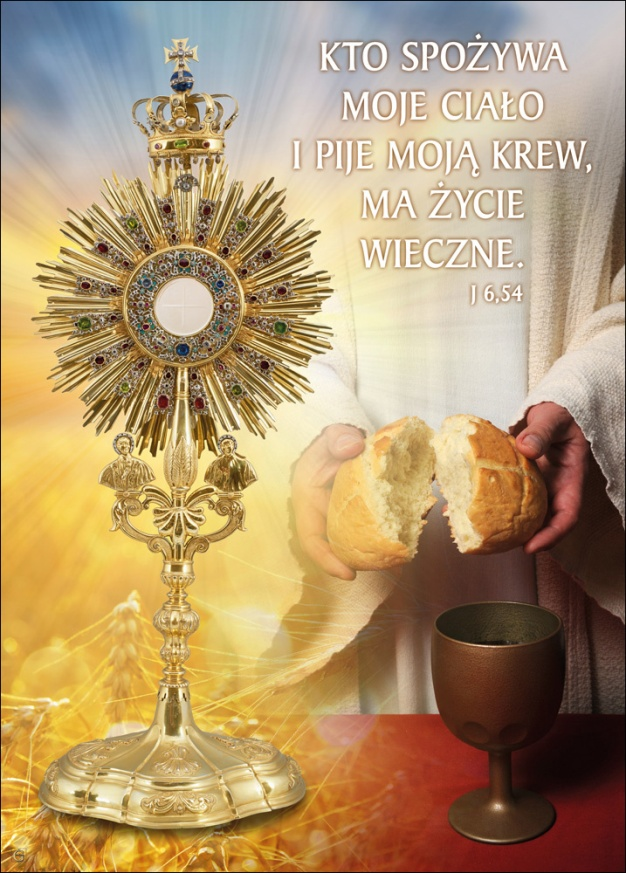 KTO SPOŻYWA
MOJE CIAŁO
I PIJE MOJĄ KREW,
MA ŻYCIE
WIECZNE.
J 6,54